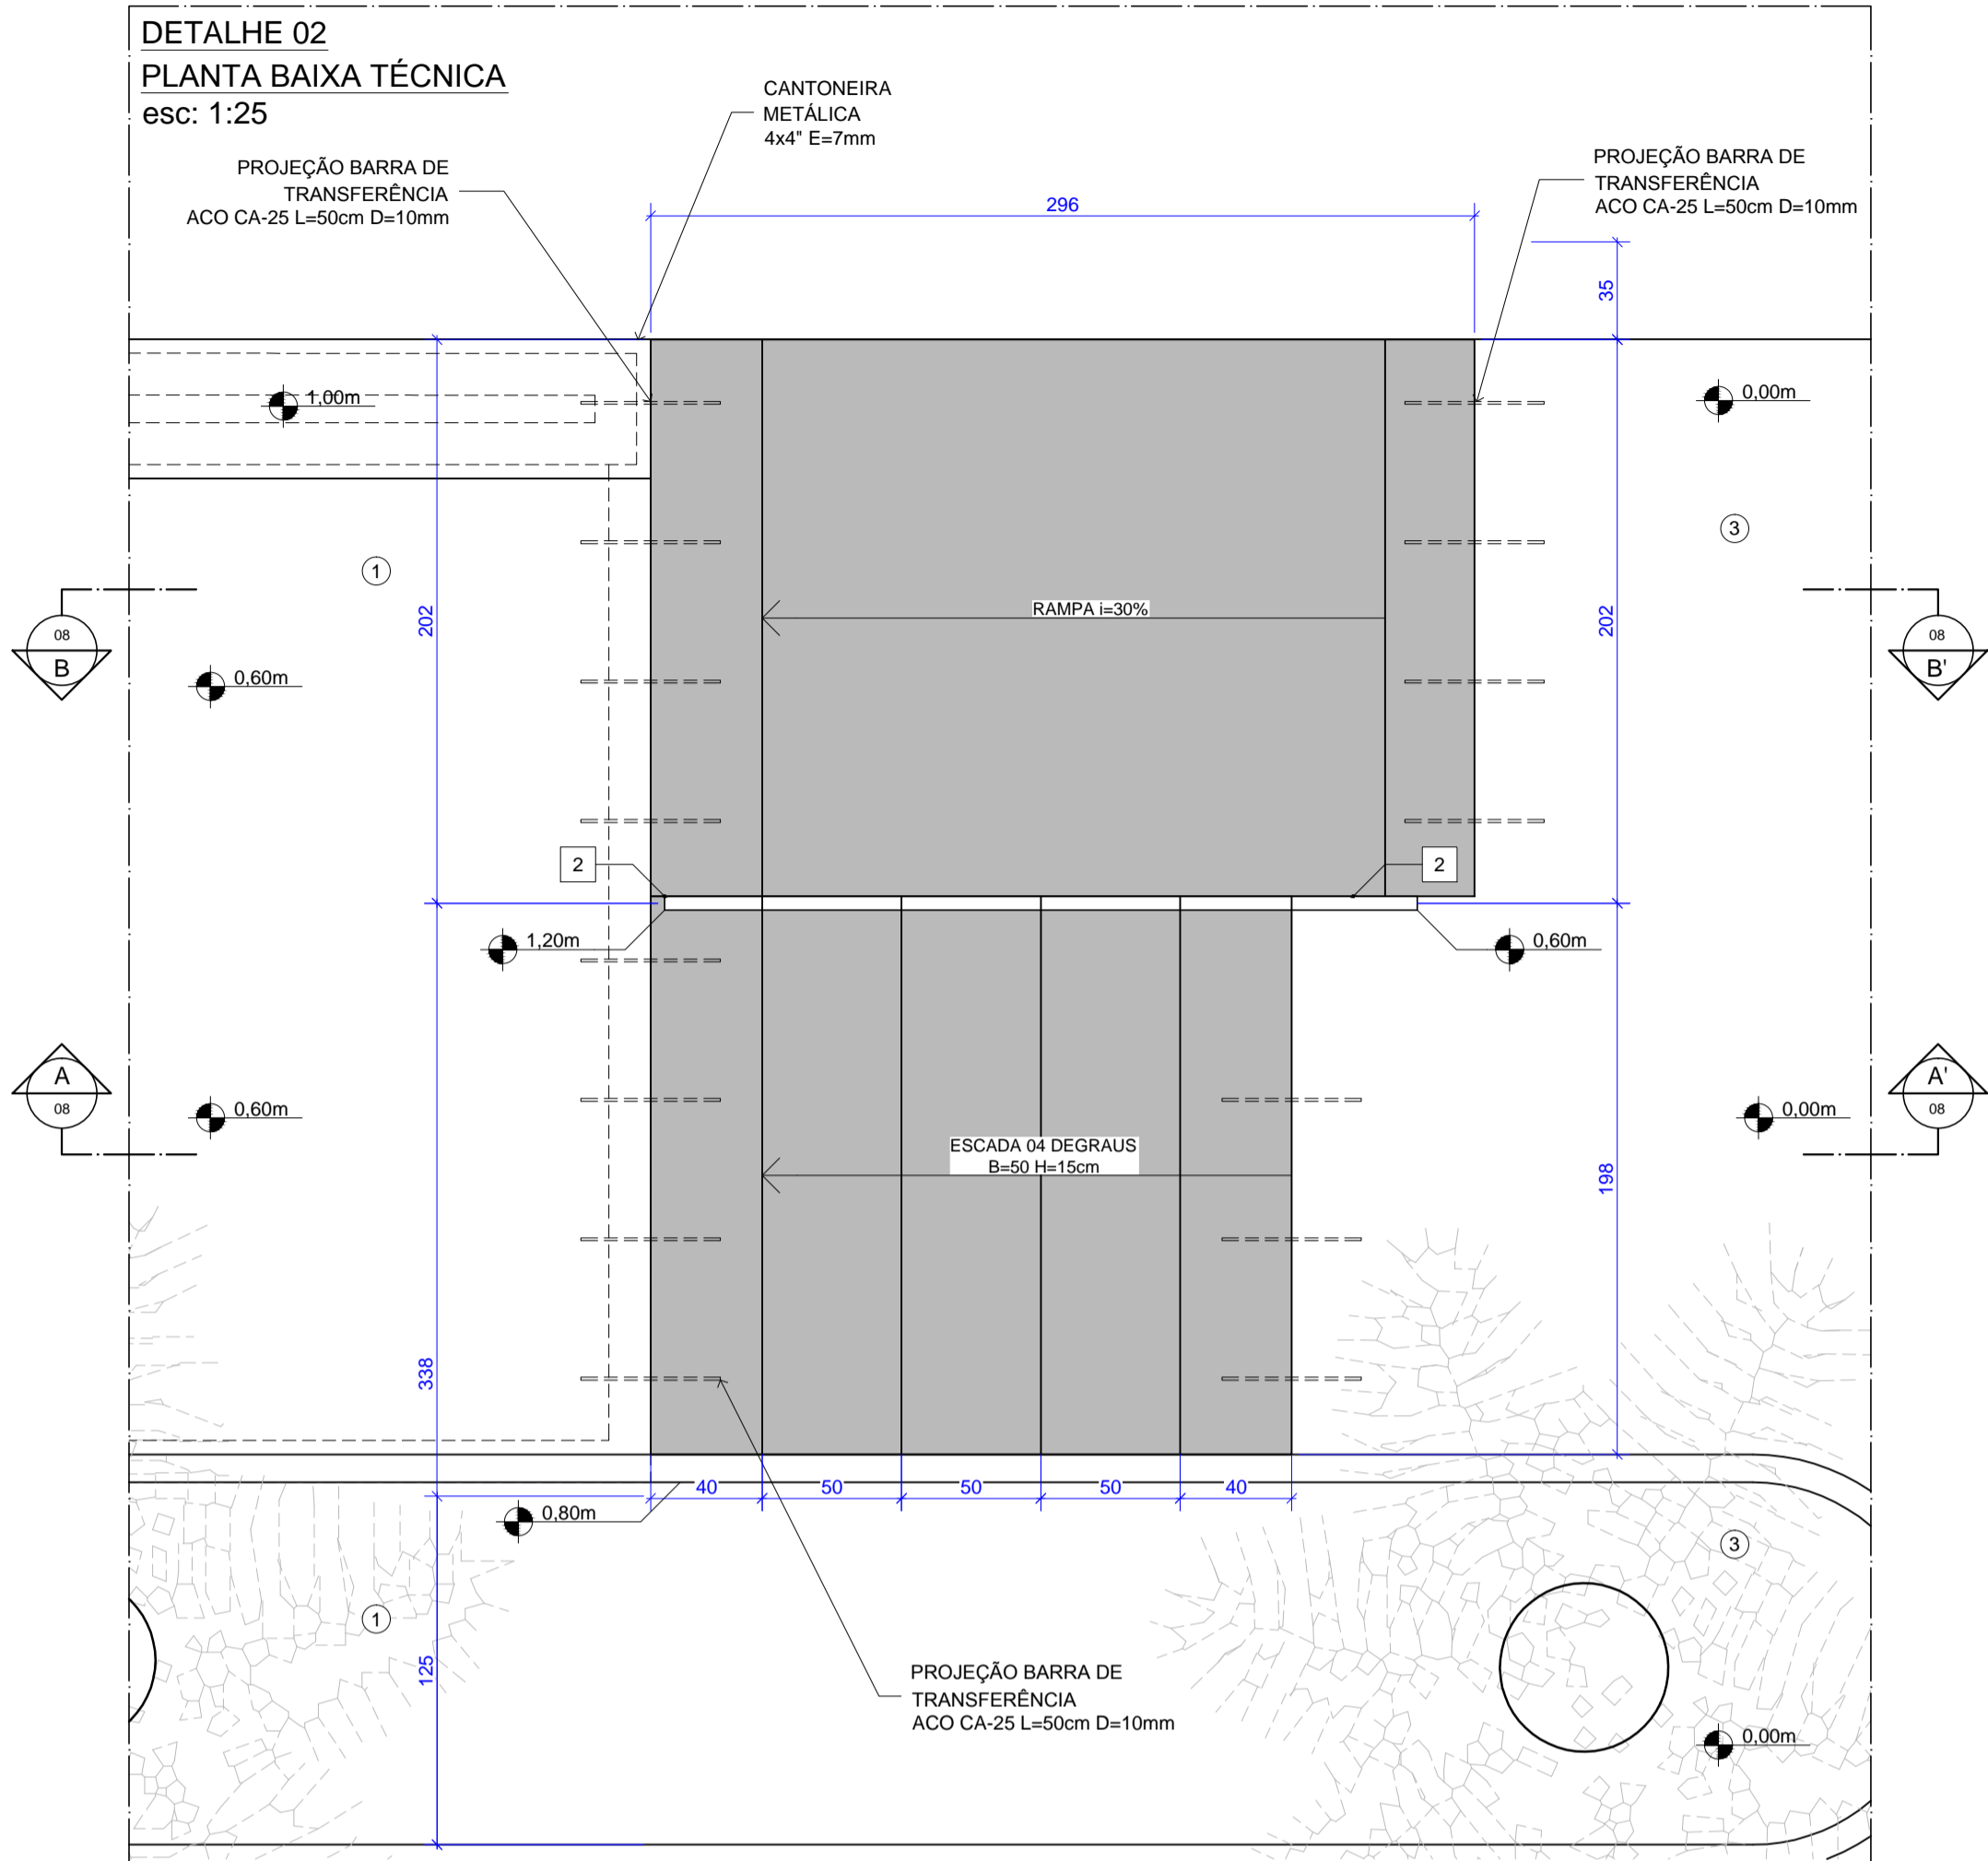 DETALHE 02
PLANTA BAIXA TÉCNICA
esc: 1:25
CANTONEIRA
METÁLICA
4x4" E=7mm
PROJEÇÃO BARRA DE
TRANSFERÊNCIA
ACO CA-25 L=50cm D=10mm
PROJEÇÃO BARRA DE
TRANSFERÊNCIA
ACO CA-25 L=50cm D=10mm
296
35
1,00m
0,00m
1
3
202
RAMPA i=30%
202
08
B
08
B'
0,60m
2
2
1,20m
0,60m
A
08
A'
08
0,60m
0,00m
ESCADA 04 DEGRAUS
B=50 H=15cm
198
338
40
50
50
50
40
0,80m
3
1
125
PROJEÇÃO BARRA DE
TRANSFERÊNCIA
ACO CA-25 L=50cm D=10mm
0,00m